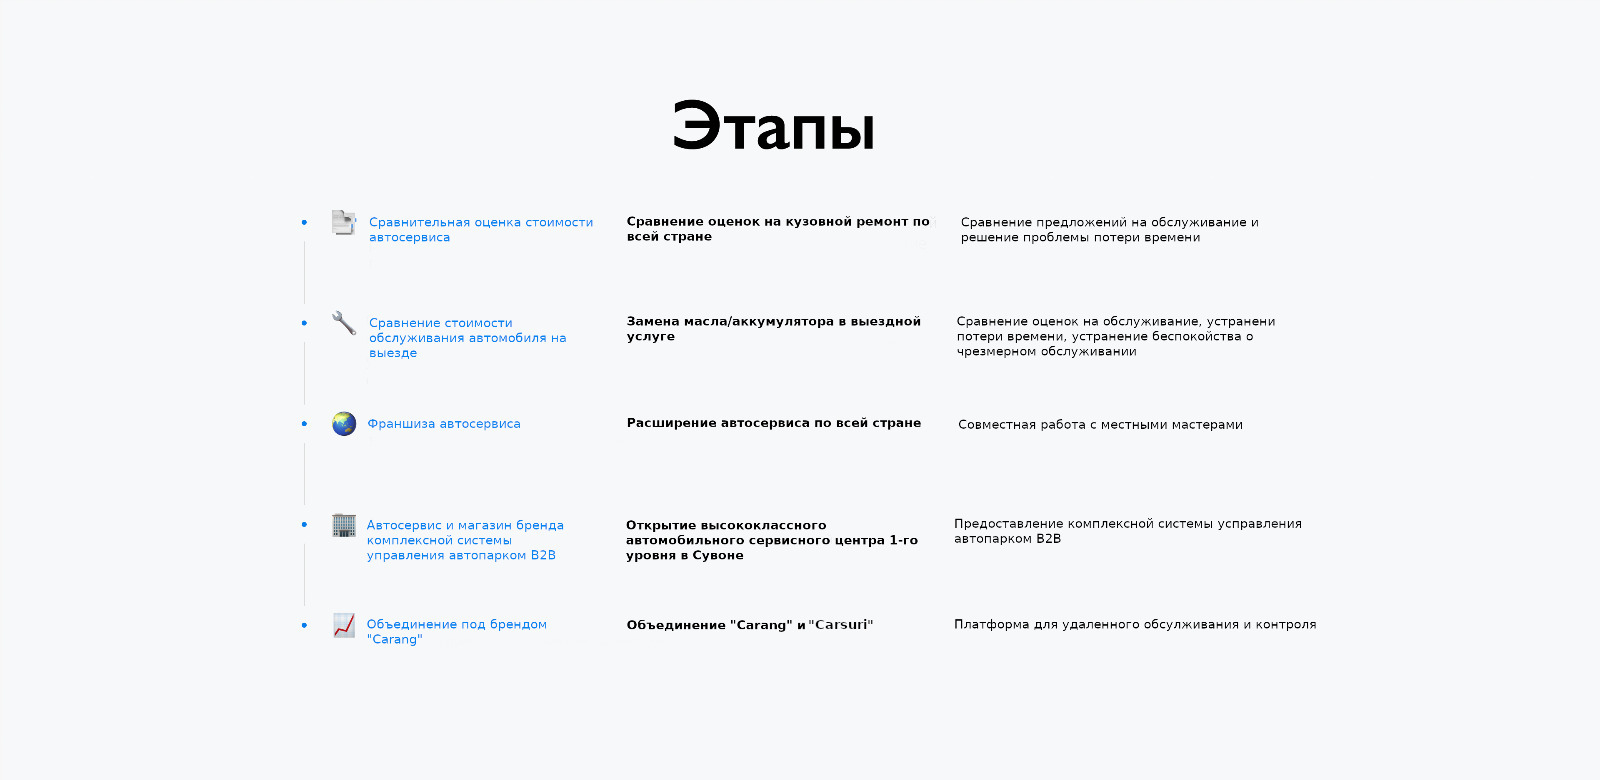 Этапы
Сравнительная оценка стоимости
автосервиса
Сравнение оценок на кузовной ремонт по
всей стране
Сравнение предложений на обслуживание и
решение проблемы потери времени
Сравнение стоимости
обслуживания автомобиля на
выезде
Замена масла/аккумулятора в выездной
услуге
Сравнение оценок на обслуживание, устранени
потери времени, устранение беспокойства о
чрезмерном обслуживании
Франшиза автосервиса
Расширение автосервиса по всей стране
Совместная работа с местными мастерами
Автосервис и магазин бренда
комплексной системы
управления автопарком B2B
Открытие высококлассного
автомобильного сервисного центра 1-го
уровня в Сувоне
Предоставление комплексной системы усправления
автопарком B2B
Объединение под брендом
"Carang"
Объединение "Carang" и "Carsuri"
Платформа для удаленного обсулживания и контроля